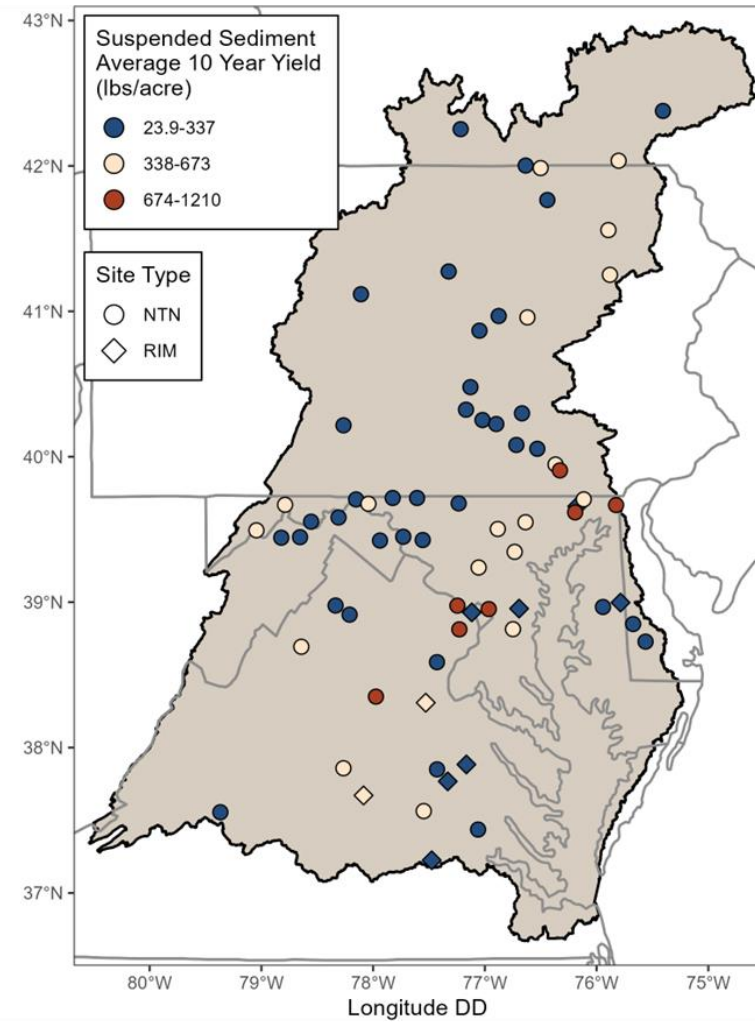 43°N
Suspended Sediment
Average 10 Year Yield
(lbs/acre)
23.9-337
338-673
674-1210
42°N
Site Type
NTN
RIM
41°N
40°N
39°N
38°N
37°N
80°W 79°W 78°W 77°W 76°W 75°W
Longitude DD